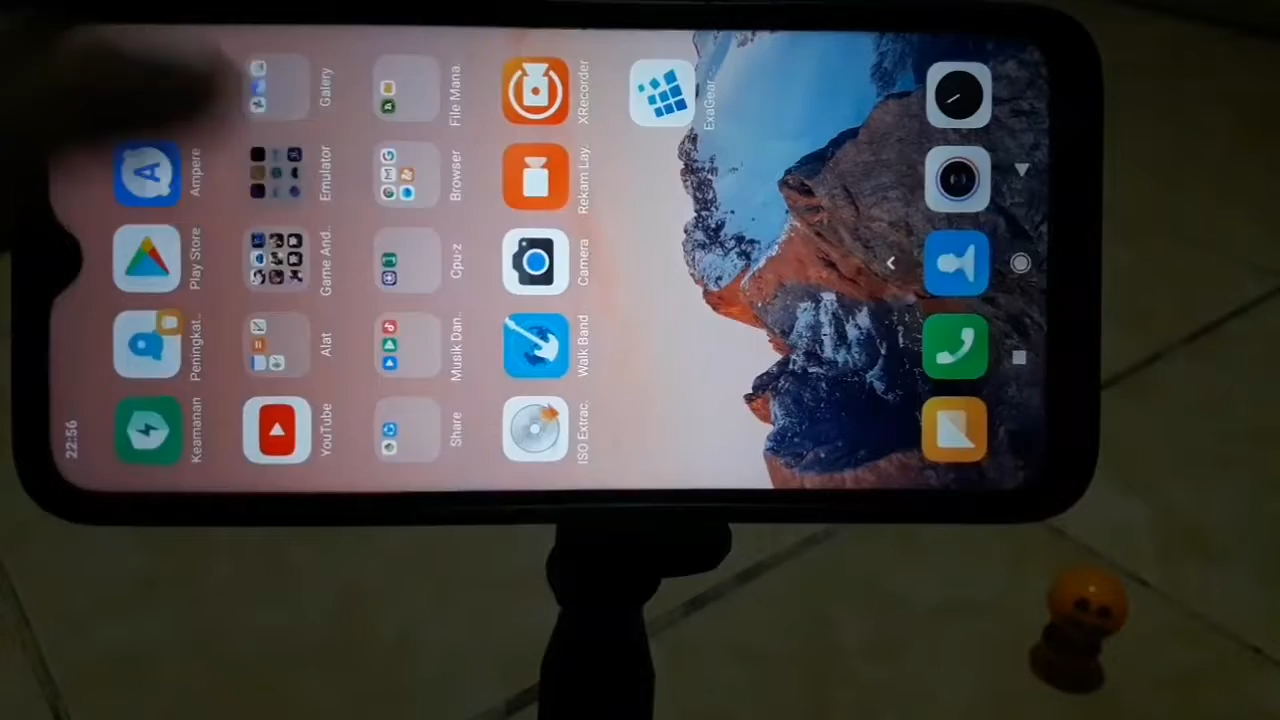 22:56
Keamanan
Peningkat..
Play Store
Ampere
YouTube
Alat
Game And..
Emulator
Galery
Share
Musik Dan..
Cpu-z
Browser
File Mana.
ISO Extrac.
Walk Band
Camera
Rekam Lay.
XRecorder
ExaGear.